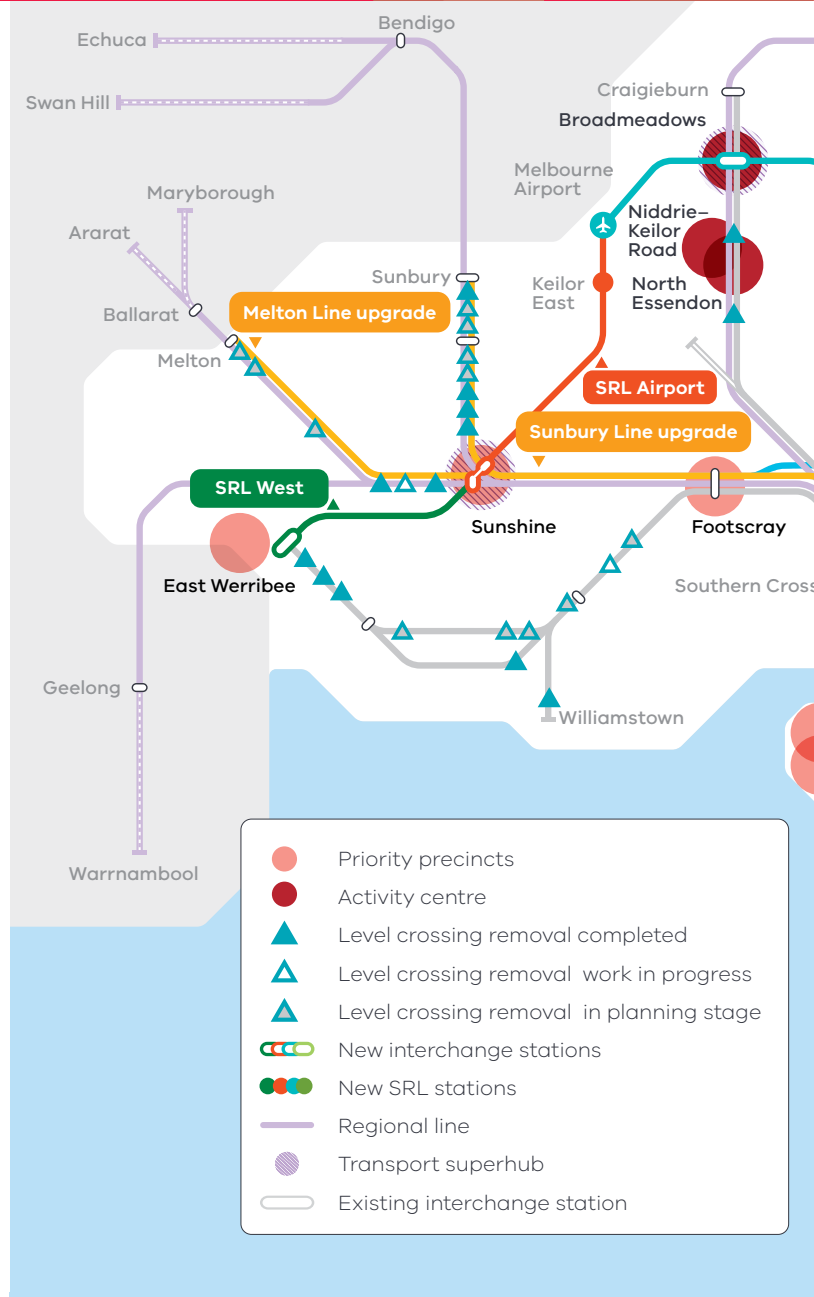 Bendigo
Echuca
Swan Hill
Craigieburn
Broadmeadows
Melbourne
Airport
Maryborough
Niddrie–
Keilor
Road
Ararat
Sunbury
Keilor
East
North
Essendon
Ballarat
Melton Line upgrade
Melton
SRL Airport
Sunbury Line upgrade
SRL West
Sunshine
Footscray
East Werribee
Southern Cross
Geelong
Williamstown
Warrnambool
Priority precincts
Activity centre
Level crossing removal completed
Level crossing removal work in progress
Level crossing removal in planning stage
New interchange stations
New SRL stations
Regional line
Transport superhub
Existing interchange station